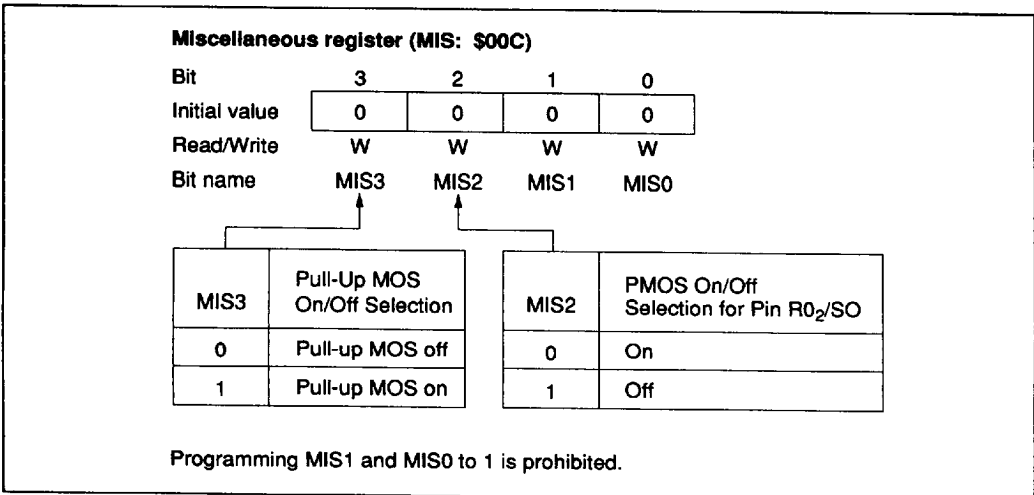 Miscellaneous register (MIS: $00C)
Bit 3 2 1 0
Initial value 0 0 0 0
Read/Write W W W W
Bit name MIS3 MIS2 MIS1 MIS0
MIS3 Pull-Up MOS
On/Off Selection
0 Pull-up MOS off
1 Pull-up MOS on
MIS2 PMOS On/Off
Selection for Pin R0₂/SO
0 On
1 Off
Programming MIS1 and MIS0 to 1 is prohibited.